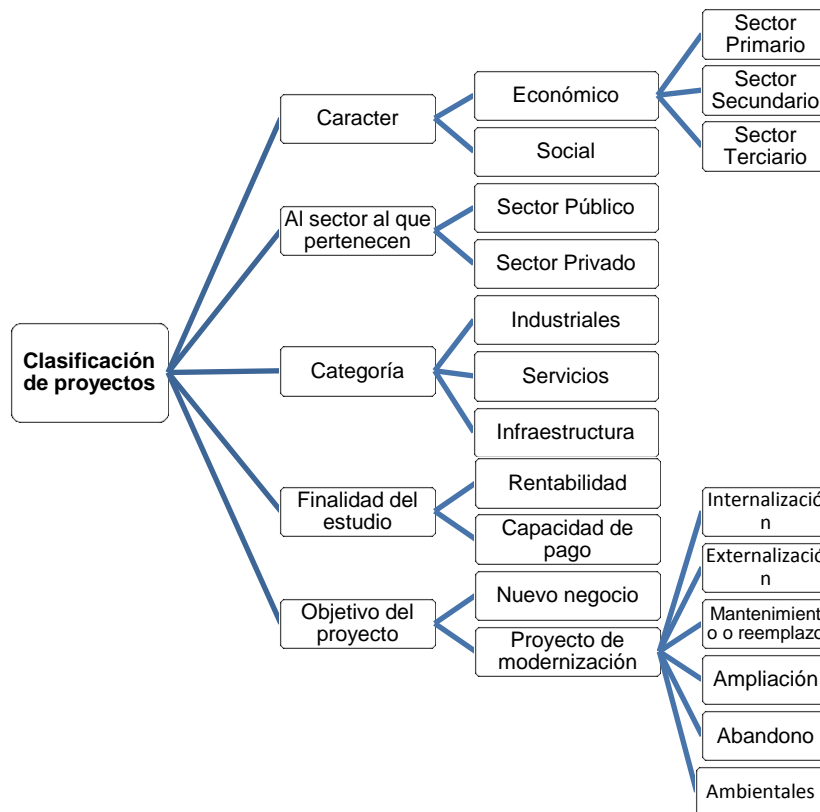 Clasificación
de proyectos
Caracter
Económico
Sector
Primario
Sector
Secundario
Sector
Terciario
Social
Al sector al que
pertenecen
Sector Público
Sector Privado
Categoría
Industriales
Servicios
Infraestructura
Finalidad del
estudio
Rentabilidad
Capacidad de
pago
Objetivo del
proyecto
Nuevo negocio
Proyecto de
modernización
Internalizació
n
Externalizació
n
Mantenimient
o o reemplazo
Ampliación
Abandono
Ambientales